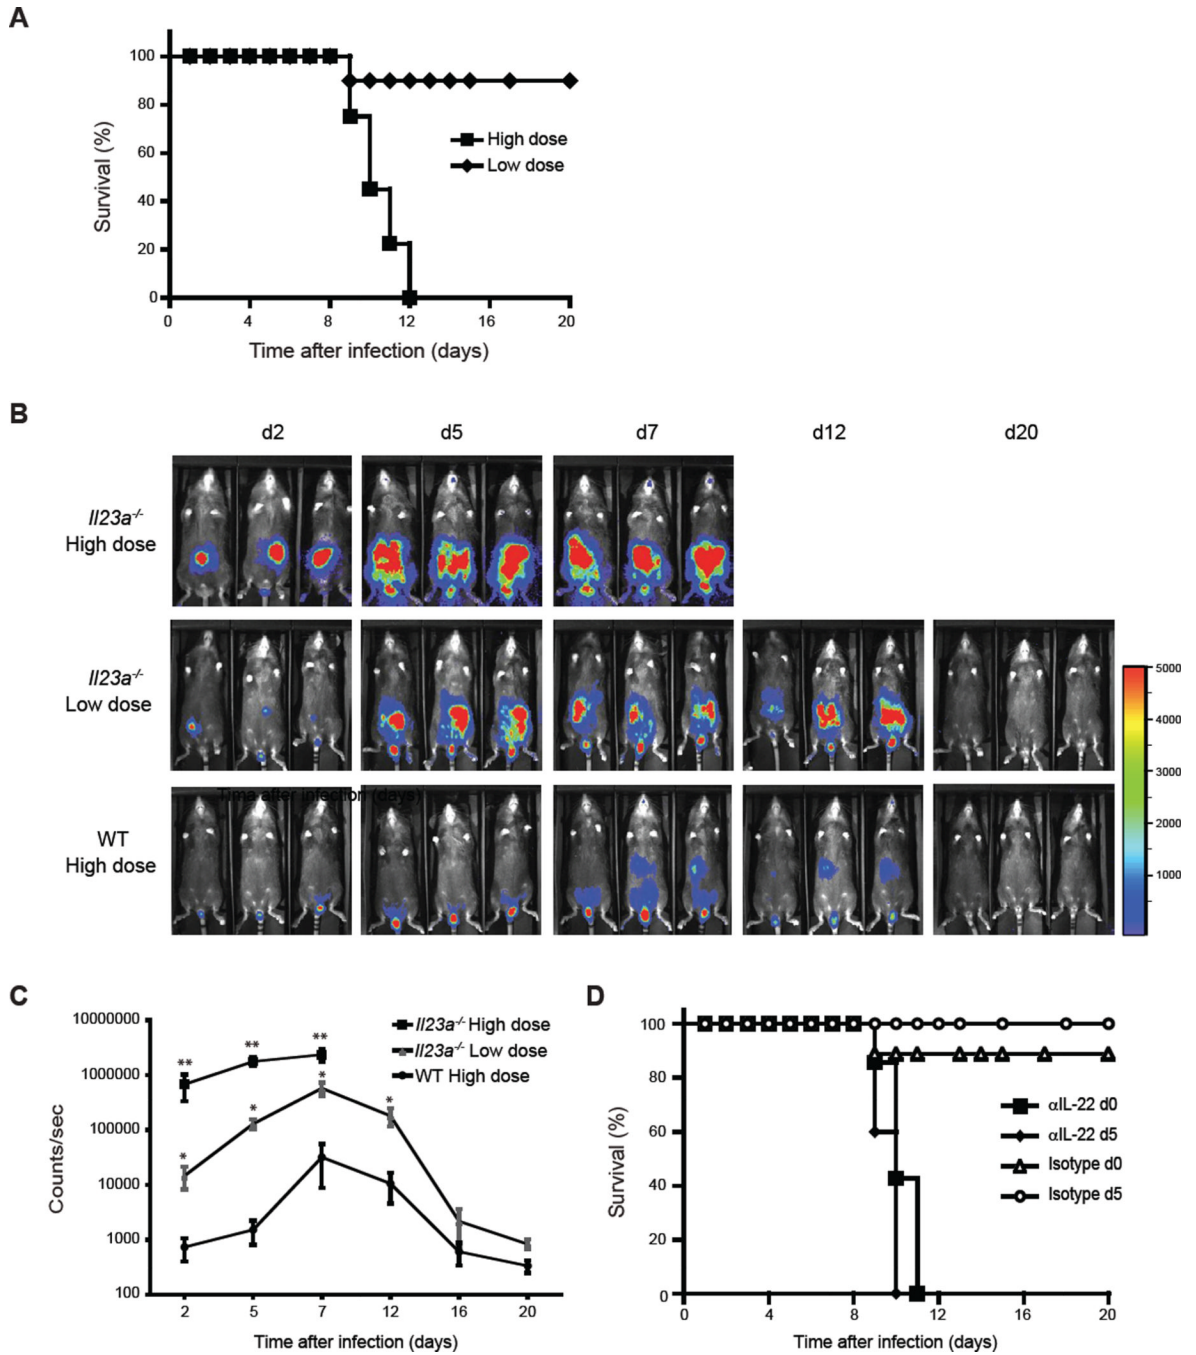 A
100
80
60
40
20
0
Survival (%)
High dose
Low dose
0 4 8 12 16 20
Time after infection (days)
B
d2 d5 d7 d12 d20
Il23a-/-
High dose
Il23a-/-
Low dose
Time after infection (days)
WT
High dose
5000
4000
3000
2000
1000
C
10000000
1000000
100000
10000
1000
100
Counts/sec
Il23a-/- High dose
Il23a-/- Low dose
WT High dose
** ** **
* * * *
2 5 7 12 16 20
Time after infection (days)
D
100
80
60
40
20
0
Survival (%)
αIL-22 d0
αIL-22 d5
Isotype d0
Isotype d5
0 4 8 12 16 20
Time after infection (days)